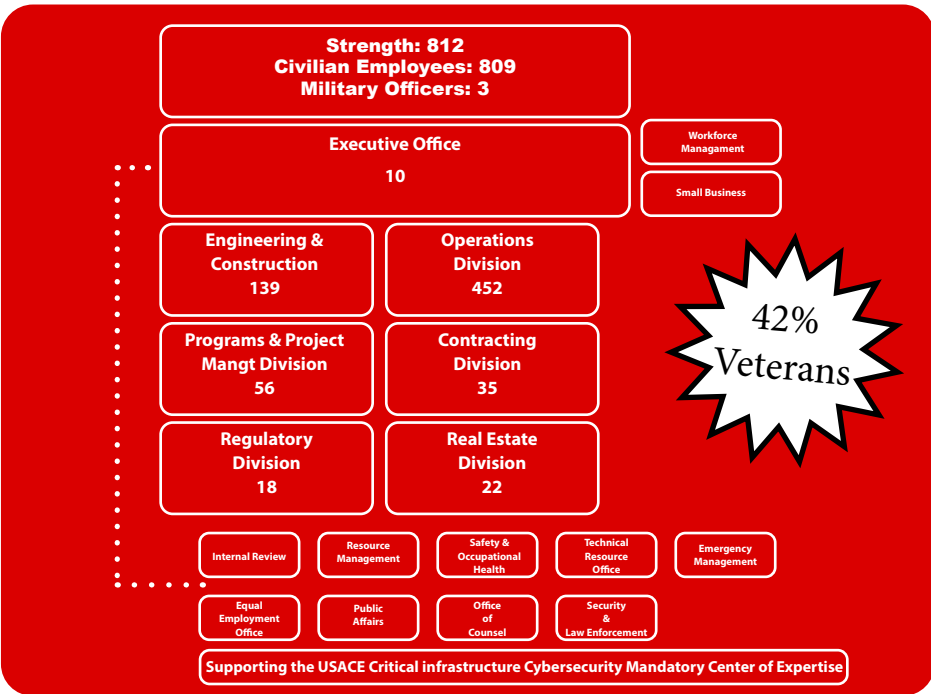 Strength: 812
Civilian Employees: 809
Military Officers: 3
Executive Office
10
Workforce
Managament
Small Business
Engineering &
Construction
139
Operations
Division
452
Programs & Project
Mangt Division
56
Contracting
Division
35
42%
Veterans
Regulatory
Division
18
Real Estate
Division
22
Internal Review
Resource
Management
Safety &
Occupational
Health
Technical
Resource
Office
Emergency
Management
Equal
Employment
Office
Public
Affairs
Office
of
Counsel
Security
&
Law Enforcement
Supporting the USACE Critical infrastructure Cybersecurity Mandatory Center of Expertise